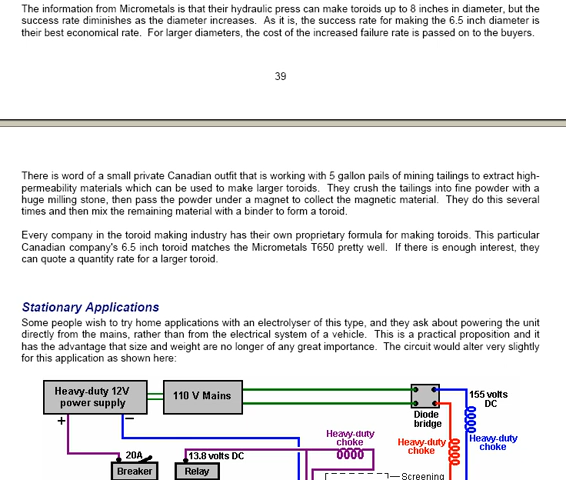 The information from Micrometals is that their hydraulic press can make toroids up to 8 inches in diameter, but the
success rate diminishes as the diameter increases.  As it is, the success rate for making the 6.5 inch diameter is
their best economical rate.  For larger diameters, the cost of the increased failure rate is passed on to the buyers.
39
There is word of a small private Canadian outfit that is working with 5 gallon pails of mining tailings to extract high-
permeability materials which can be used to make larger toroids.  They crush the tailings into fine powder with a
huge milling stone, then pass the powder under a magnet to collect the magnetic material.  They do this several
times and then mix the remaining material with a binder to form a toroid.
Every company in the toroid making industry has their own proprietary formula for making toroids. This particular
Canadian company's 6.5 inch toroid matches the Micrometals T650 pretty well.  If there is enough interest, they
can quote a quantity rate for a larger toroid.
Stationary Applications
Some people wish to try home applications with an electrolyser of this type, and they ask about powering the unit
directly from the mains, rather than from the electrical system of a vehicle.  This is a practical proposition and it
has the advantage that size and weight are no longer of any great importance.  The circuit would alter very slightly
for this application as shown here:
Heavy-duty 12V
power supply
110 V Mains
155 volts
DC
Diode
bridge
+
−
Heavy-duty
choke
Heavy-duty
choke
Heavy-duty
choke
20A
Breaker
13.8 volts DC
Relay
Screening